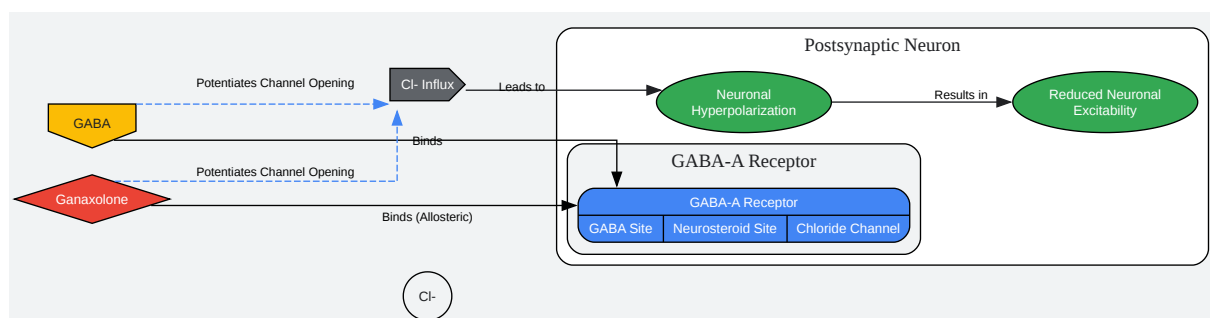 Postsynaptic Neuron
Potentiates Channel Opening
Cl- Influx
Leads to
Neuronal
Hyperpolarization
Results in
Reduced Neuronal
Excitability
GABA
Binds
GABA-A Receptor
Potentiates Channel Opening
Ganaxolone
Binds (Allosteric)
GABA-A Receptor
GABA Site
Neurosteroid Site
Chloride Channel
Cl-